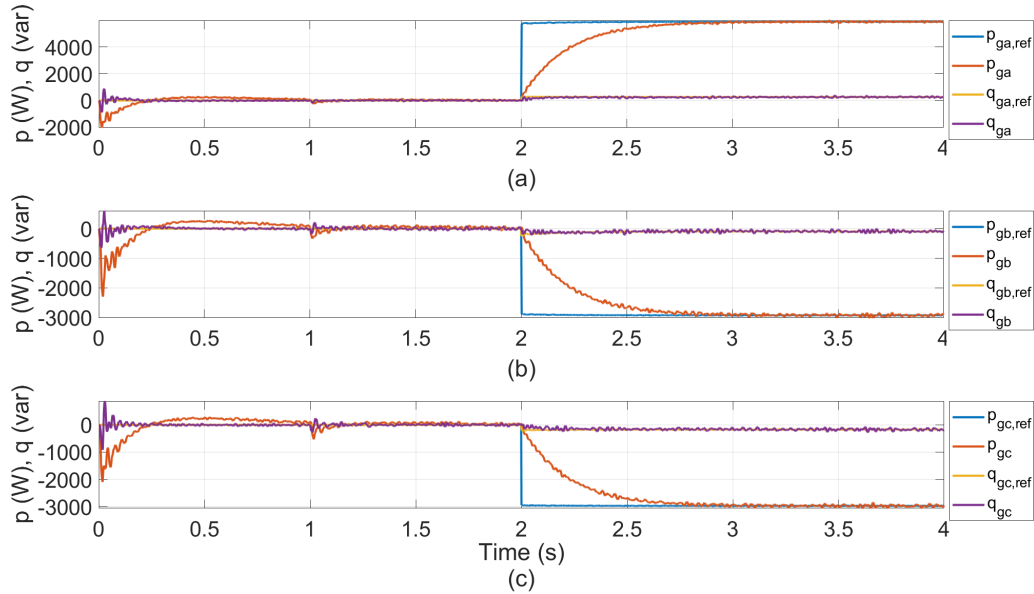 p (W), q (var)
4000
2000
0
-2000
0 0.5 1 1.5 2 2.5 3 3.5 4
(a)
p_ga,ref
p_ga
q_ga,ref
q_ga
p (W), q (var)
0
-1000
-2000
-3000
0 0.5 1 1.5 2 2.5 3 3.5 4
(b)
p_gb,ref
p_gb
q_gb,ref
q_gb
p (W), q (var)
0
-1000
-2000
-3000
0 0.5 1 1.5 2 2.5 3 3.5 4
Time (s)
(c)
p_gc,ref
p_gc
q_gc,ref
q_gc